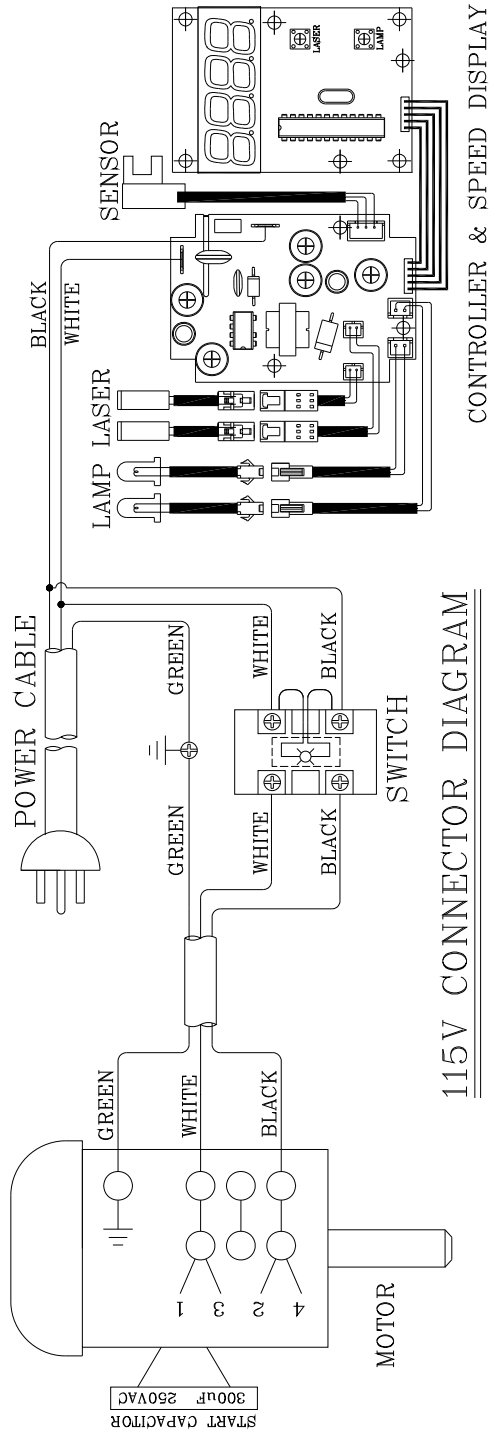 CONTROLLER & SPEED DISPLAY
LASER
LAMP
SENSOR
BLACK
WHITE
LASER
LAMP
POWER CABLE
GREEN
WHITE
BLACK
SWITCH
GREEN
WHITE
BLACK
115V CONNECTOR DIAGRAM
GREEN
WHITE
BLACK
1
3
2
4
MOTOR
START CAPACITOR
300uF 250VAC